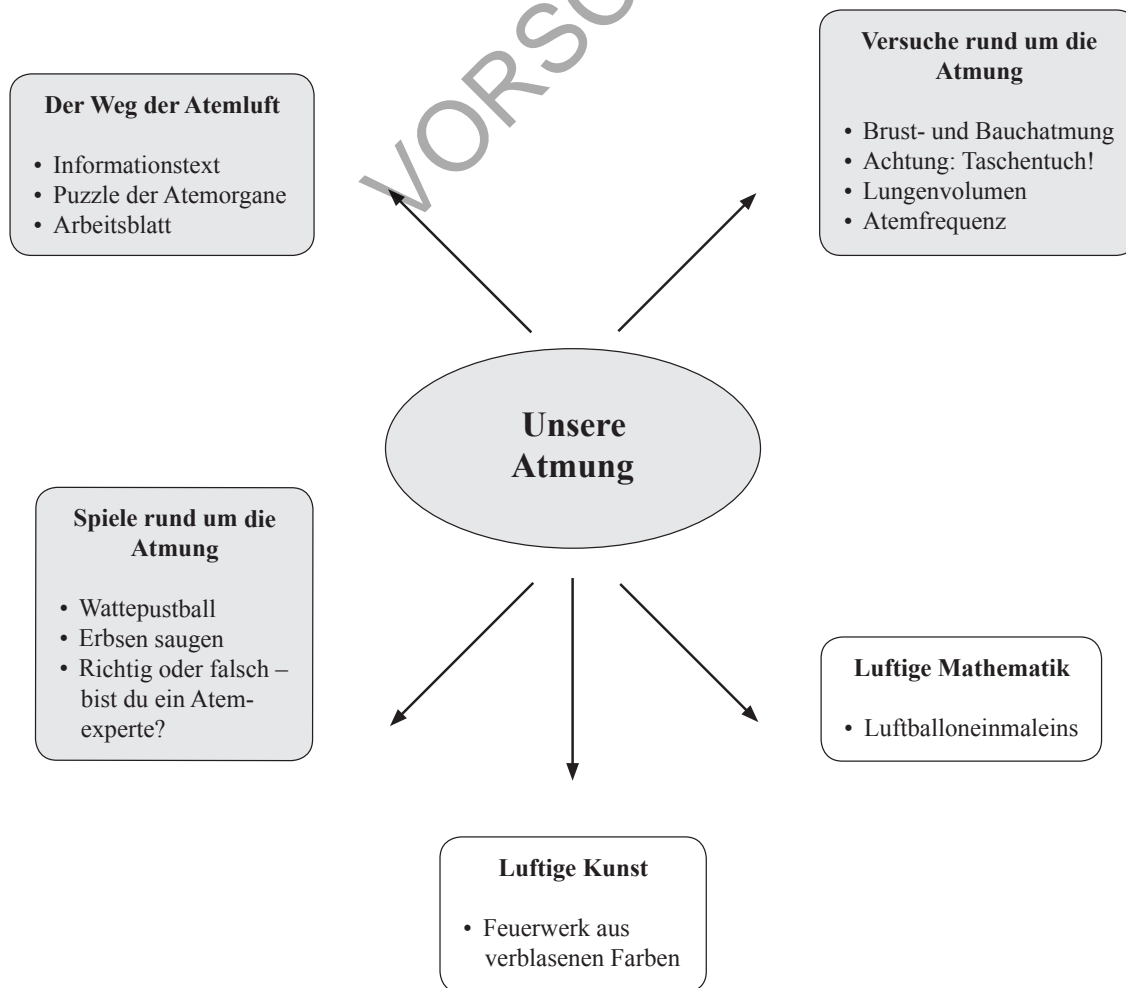 VORSC
Versuche rund um die
Atmung
• Brust- und Bauchatmung
• Achtung: Taschentuch!
• Lungenvolumen
• Atemfrequenz
Der Weg der Atemluft
• Informationstext
• Puzzle der Atemorgane
• Arbeitsblatt
Unsere
Atmung
Spiele rund um die
Atmung
• Wattepustball
• Erbsen saugen
• Richtig oder falsch –
bist du ein Atem-
experte?
Luftige Mathematik
• Luftballoneinmaleins
Luftige Kunst
• Feuerwerk aus
verblasenen Farben